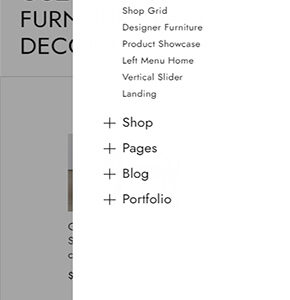 FURN
DECO
Shop Grid
Designer Furniture
Product Showcase
Left Menu Home
Vertical Slider
Landing
Shop
Pages
Blog
Portfolio
$